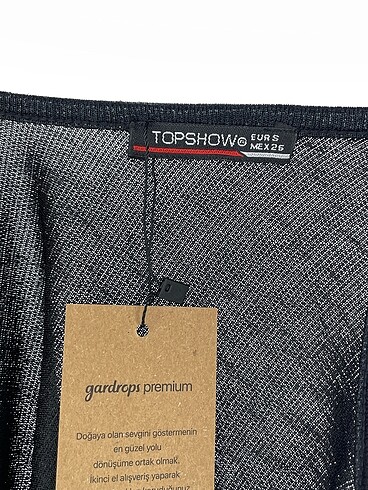 TOPSHOW® EUR S
MEX 26
S
gardrops premium
Doğaya olan sevgini göstermenin
en güzel yolu
dönüşüme ortak olmak.
İkinci el alışveriş yaparak
koruduğunuz